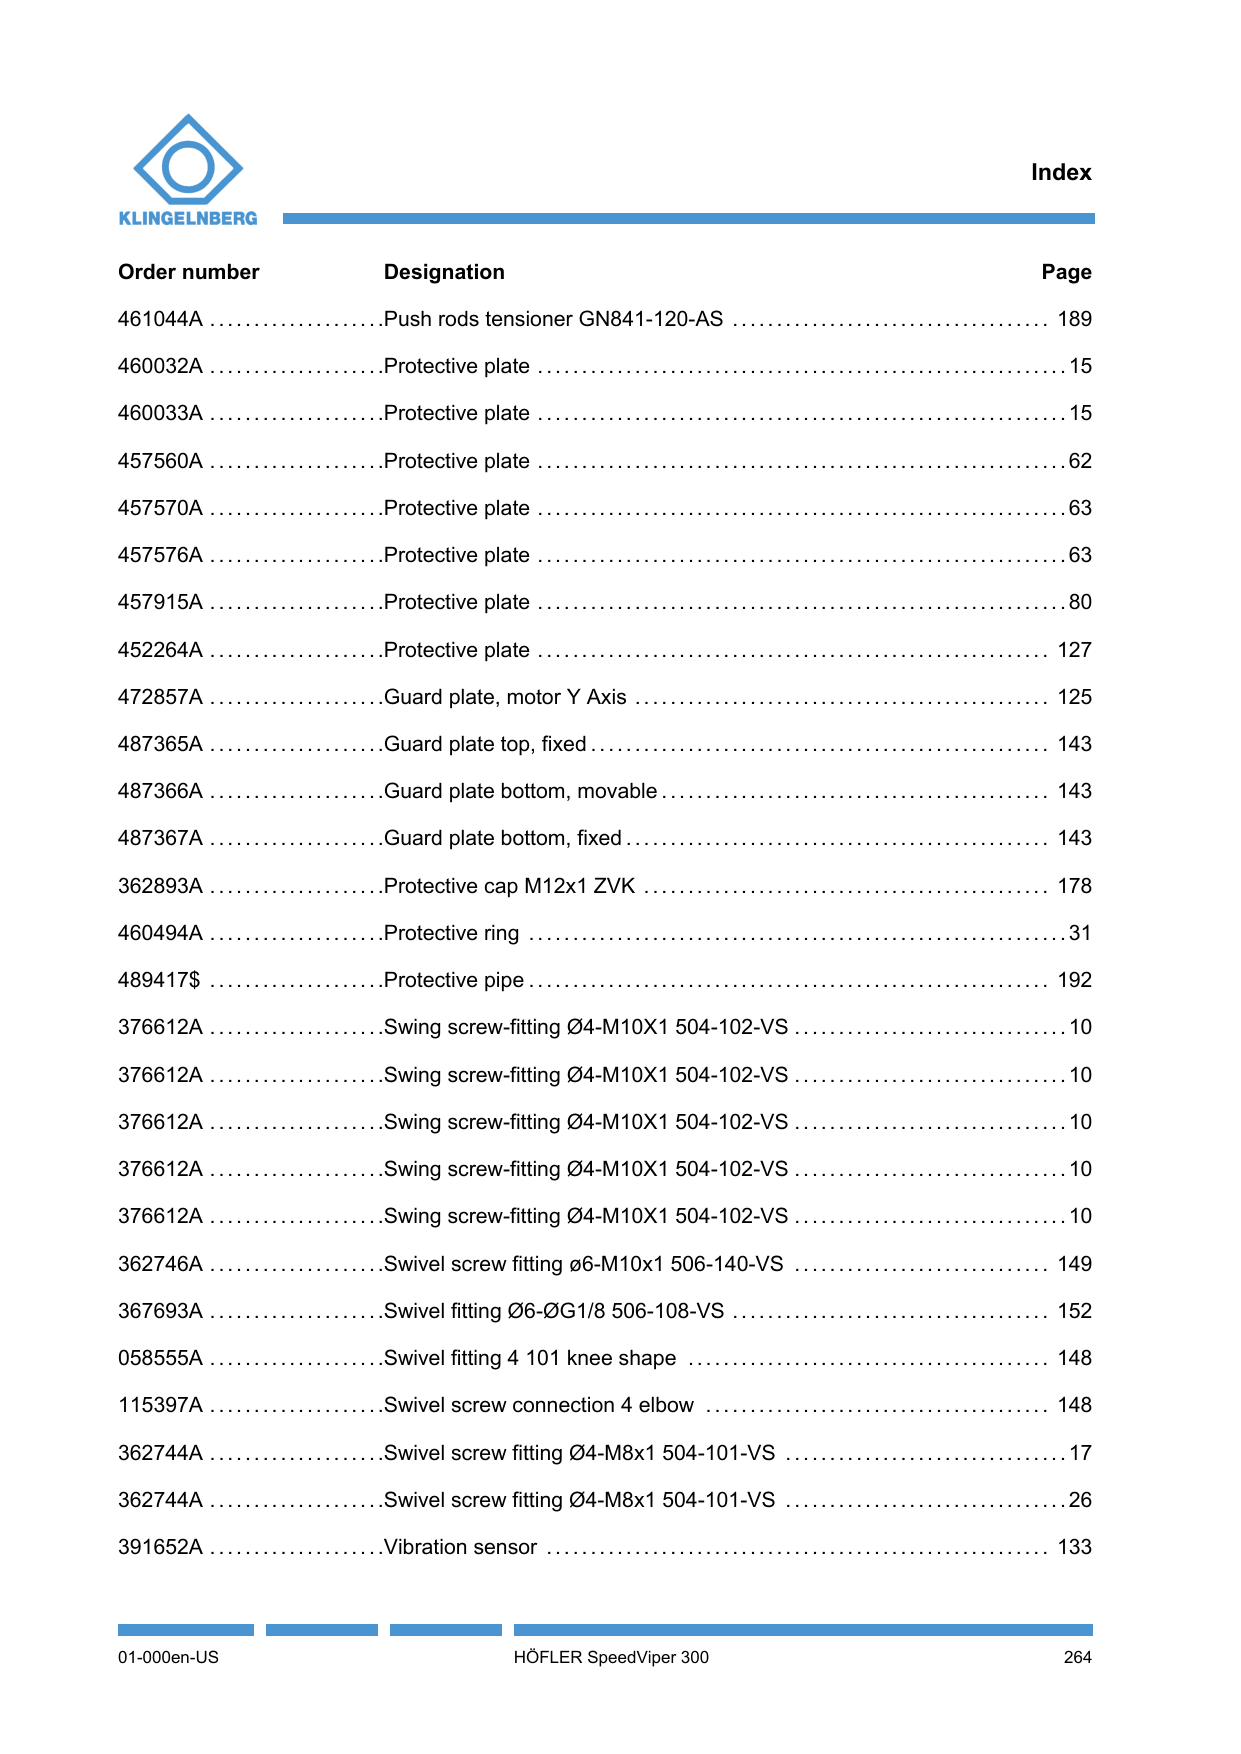 KLINGELNBERG
Index
Order number Designation Page
461044A ....................Push rods tensioner GN841-120-AS .................................... 189
460032A ....................Protective plate ............................................................15
460033A ....................Protective plate ............................................................15
457560A ....................Protective plate ............................................................62
457570A ....................Protective plate ............................................................63
457576A ....................Protective plate ............................................................63
457915A ....................Protective plate ............................................................80
452264A ....................Protective plate .......................................................... 127
472857A ....................Guard plate, motor Y Axis ............................................... 125
487365A ....................Guard plate top, fixed .................................................... 143
487366A ....................Guard plate bottom, movable ............................................ 143
487367A ....................Guard plate bottom, fixed ................................................ 143
362893A ....................Protective cap M12x1 ZVK .............................................. 178
460494A ....................Protective ring .............................................................31
489417$ ....................Protective pipe ........................................................... 192
376612A ....................Swing screw-fitting Ø4-M10X1 504-102-VS ...............................10
376612A ....................Swing screw-fitting Ø4-M10X1 504-102-VS ...............................10
376612A ....................Swing screw-fitting Ø4-M10X1 504-102-VS ...............................10
376612A ....................Swing screw-fitting Ø4-M10X1 504-102-VS ...............................10
376612A ....................Swing screw-fitting Ø4-M10X1 504-102-VS ...............................10
362746A ....................Swivel screw fitting ø6-M10x1 506-140-VS ............................. 149
367693A ....................Swivel fitting Ø6-ØG1/8 506-108-VS .................................... 152
058555A ....................Swivel fitting 4 101 knee shape ......................................... 148
115397A ....................Swivel screw connection 4 elbow ....................................... 148
362744A ....................Swivel screw fitting Ø4-M8x1 504-101-VS ................................17
362744A ....................Swivel screw fitting Ø4-M8x1 504-101-VS ................................26
391652A ....................Vibration sensor ......................................................... 133
01-000en-US HÖFLER SpeedViper 300 264